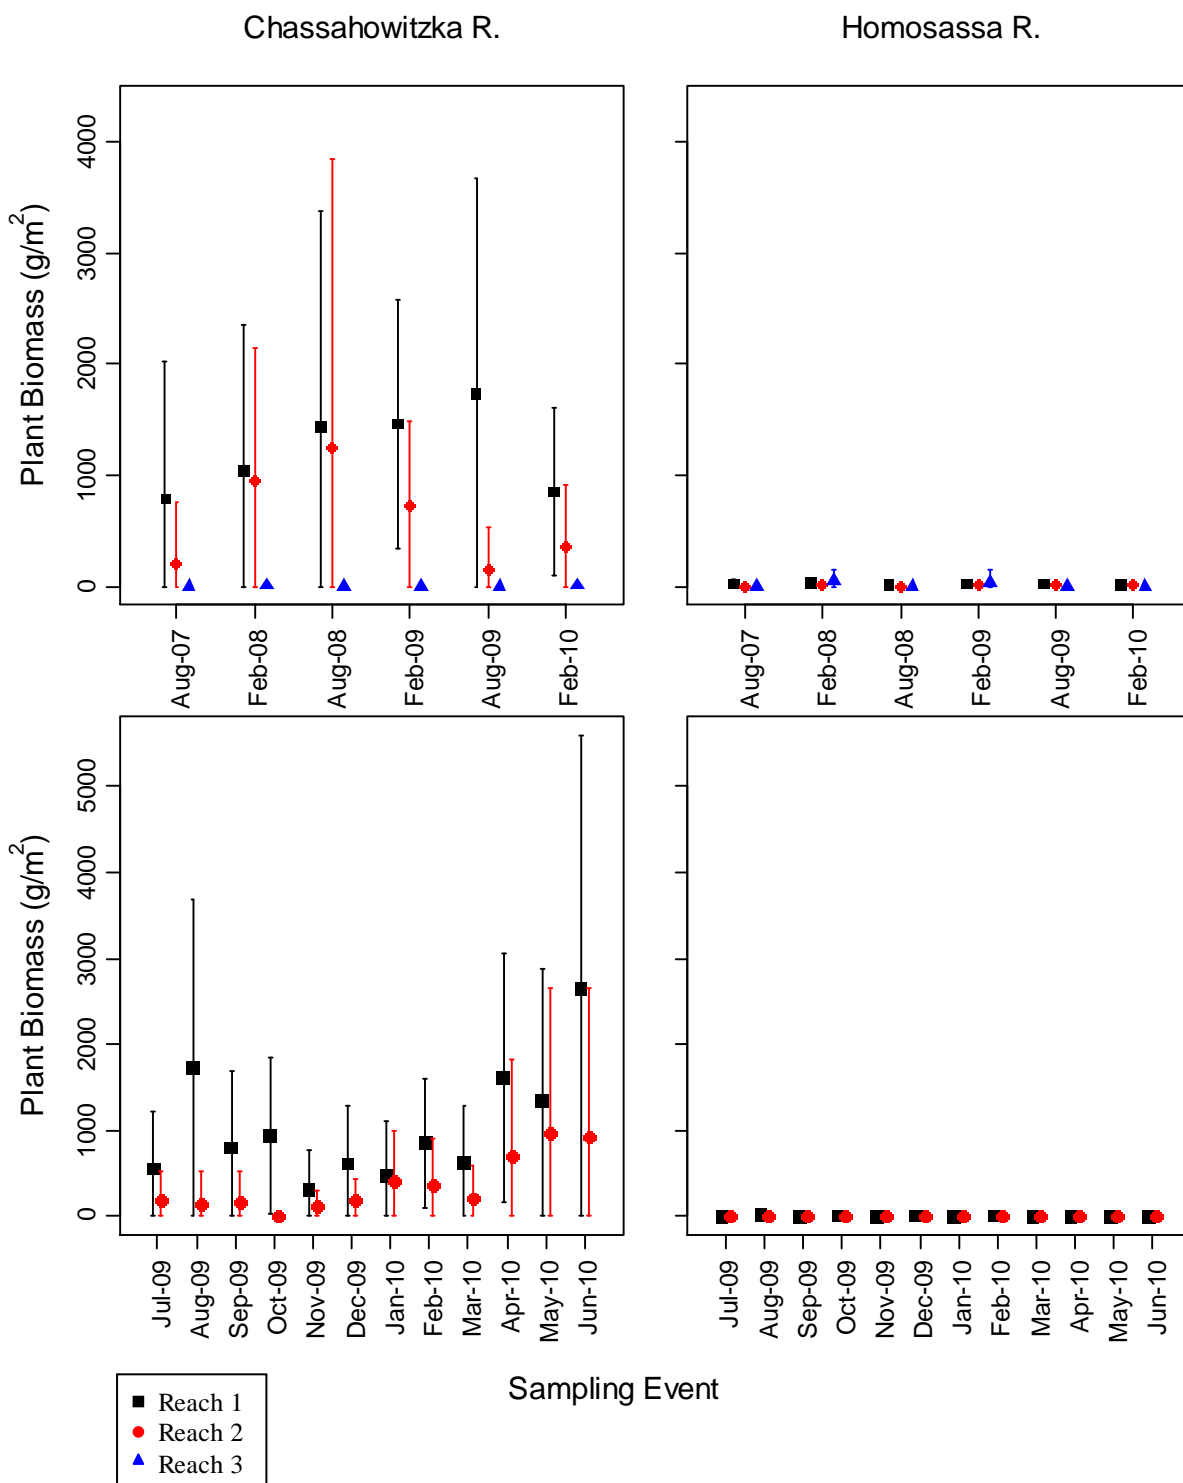 Chassahowitzka R.
Homosassa R.
Plant Biomass (g/m²)
4000
3000
2000
1000
0
Aug-07
Feb-08
Aug-08
Feb-09
Aug-09
Feb-10
Aug-07
Feb-08
Aug-08
Feb-09
Aug-09
Feb-10
Plant Biomass (g/m²)
5000
4000
3000
2000
1000
0
Jul-09
Aug-09
Sep-09
Oct-09
Nov-09
Dec-09
Jan-10
Feb-10
Mar-10
Apr-10
May-10
Jun-10
Jul-09
Aug-09
Sep-09
Oct-09
Nov-09
Dec-09
Jan-10
Feb-10
Mar-10
Apr-10
May-10
Jun-10
Sampling Event
Reach 1
Reach 2
Reach 3